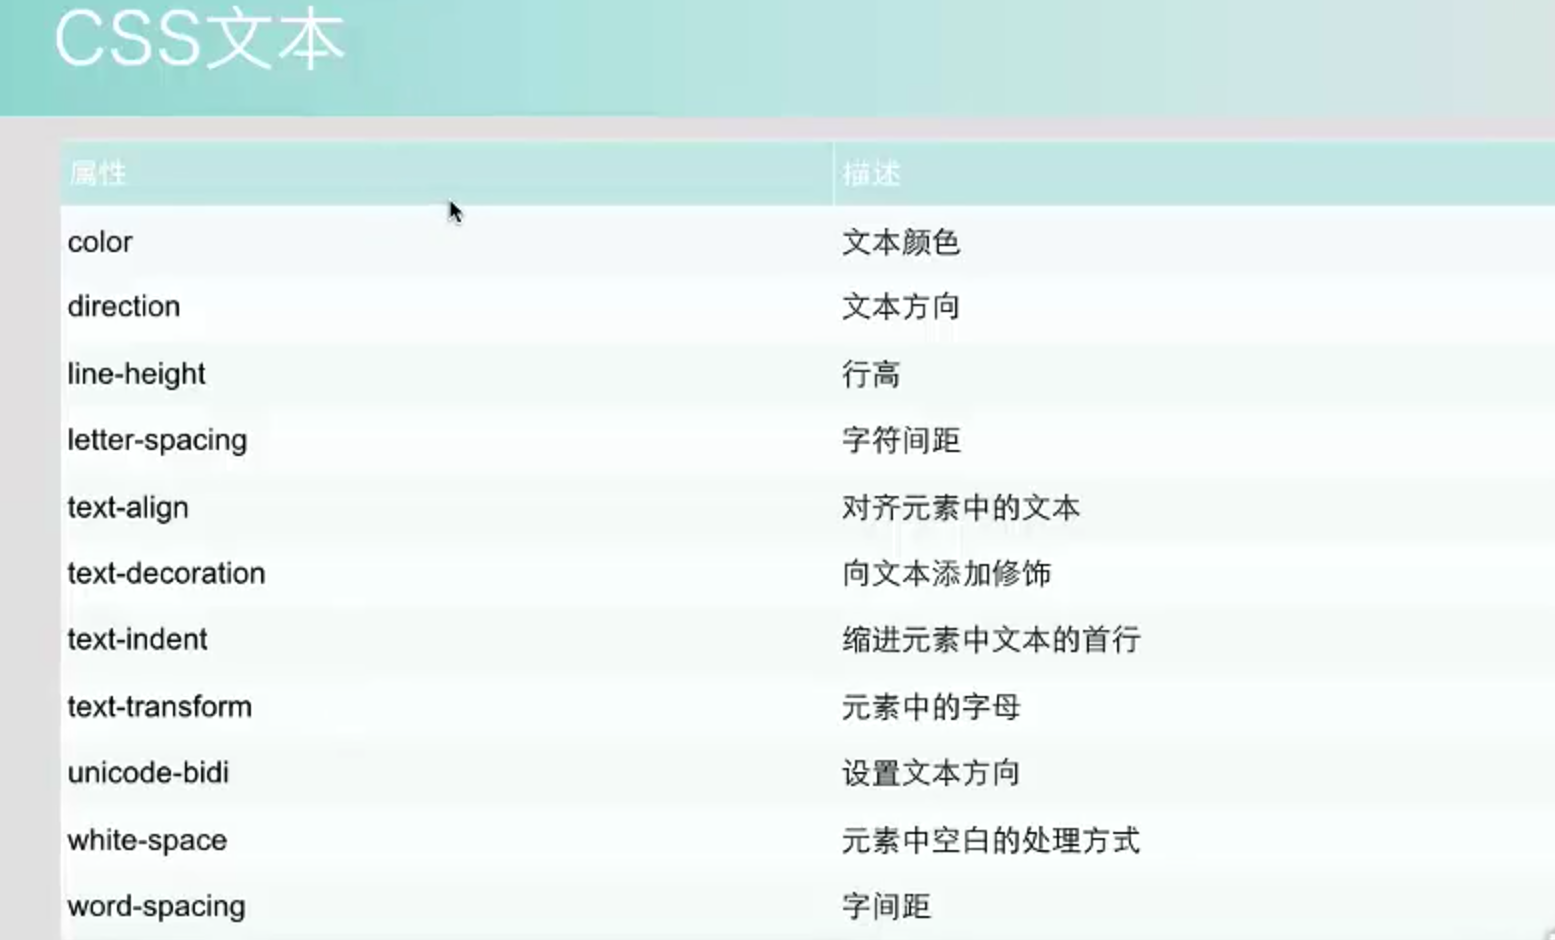 CSS文本
属性 描述
color 文本颜色
direction 文本方向
line-height 行高
letter-spacing 字符间距
text-align 对齐元素中的文本
text-decoration 向文本添加修饰
text-indent 缩进元素中文本的首行
text-transform 元素中的字母
unicode-bidi 设置文本方向
white-space 元素中空白的处理方式
word-spacing 字间距